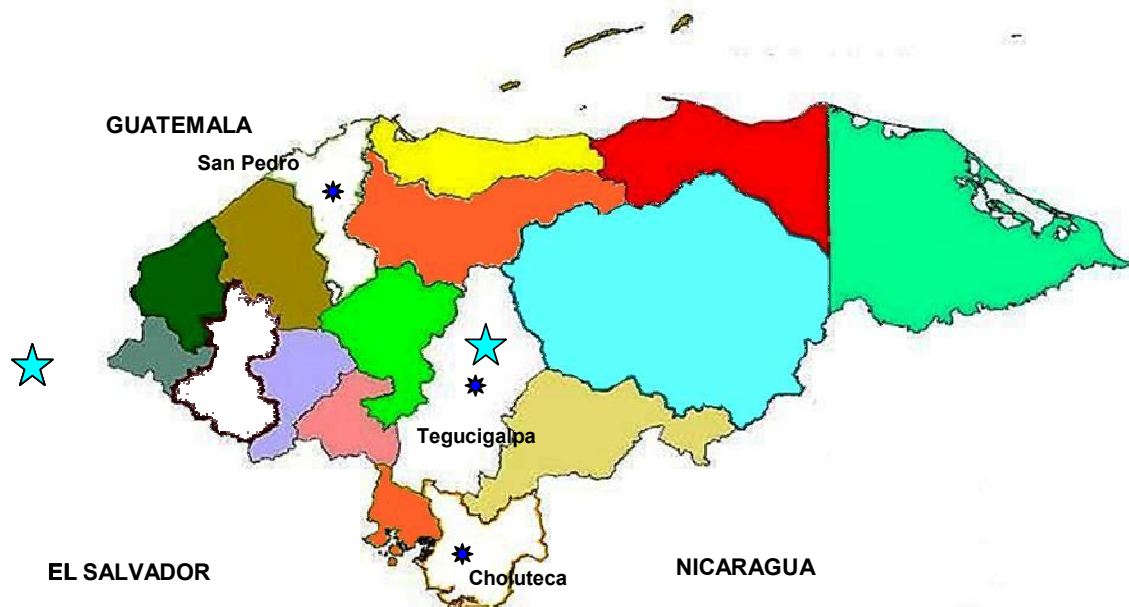 GUATEMALA
San Pedro
Tegucigalpa
EL SALVADOR
Choluteca
NICARAGUA